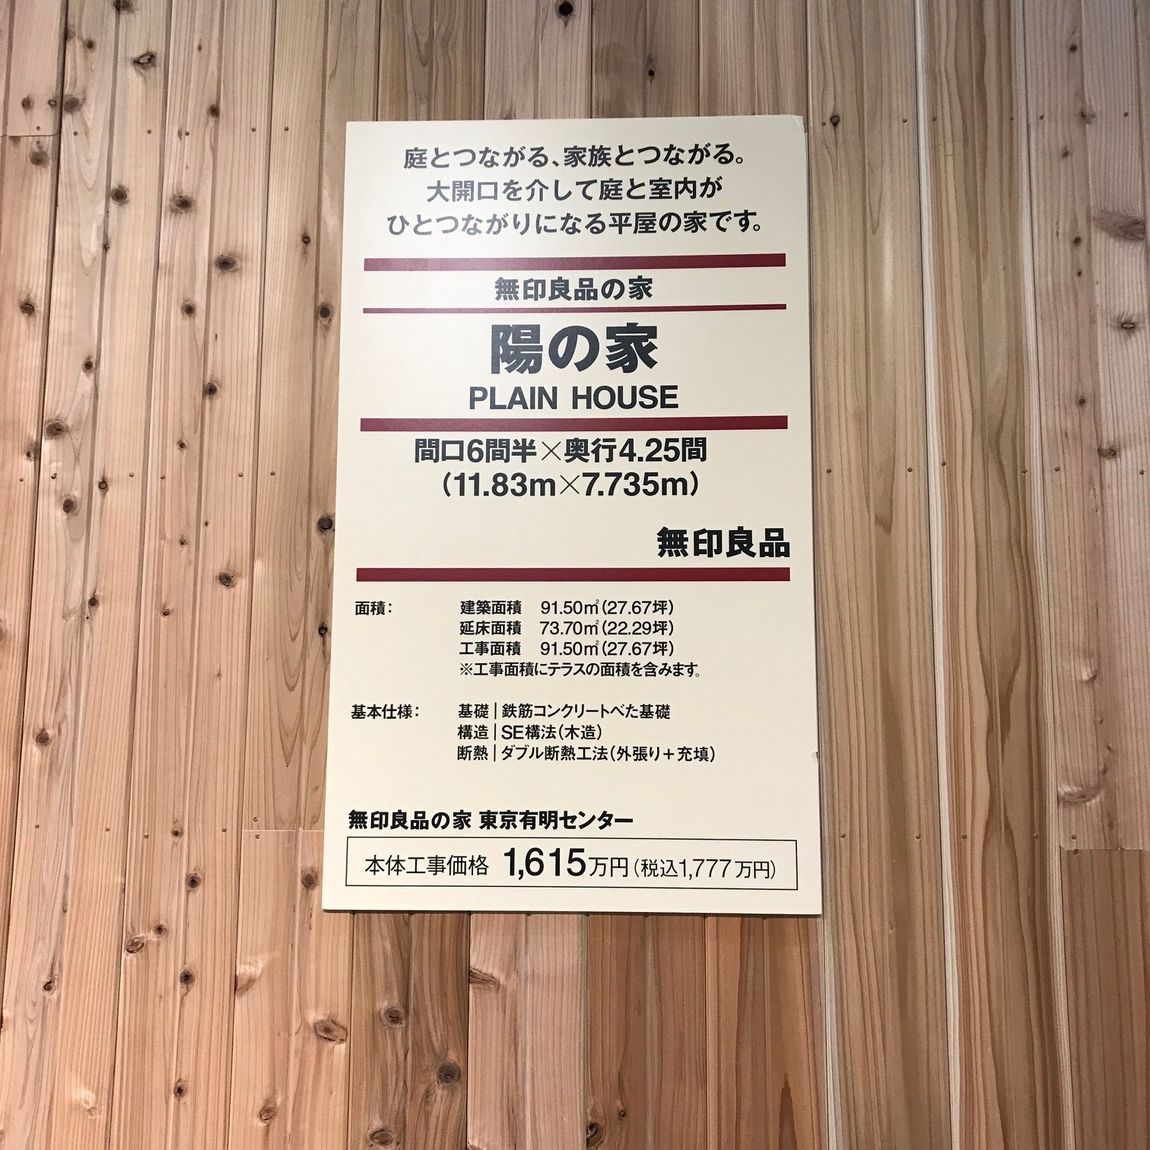 庭とつながる、家族とつながる。
大開口を介して庭と室内が
ひとつながりになる平屋の家です。
無印良品の家
陽の家
PLAIN HOUSE
間口6間半×奥行4.25間
(11.83m×7.735m)
無印良品
面積： 建築面積 91.50㎡(27.67坪)
延床面積 73.70㎡(22.29坪)
工事面積 91.50㎡(27.67坪)
※工事面積にテラスの面積を含みます。
基本仕様： 基礎|鉄筋コンクリートべた基礎
構造|SE構法(木造)
断熱|ダブル断熱工法(外張り+充填)
無印良品の家 東京有明センター
本体工事価格 1,615万円(税込1,777万円)